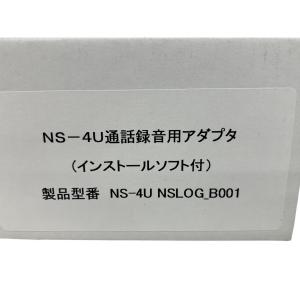 NS－4U通話録音用アダプタ
（インストールソフト付）
製品型番　NS-4U NSLOG_B001